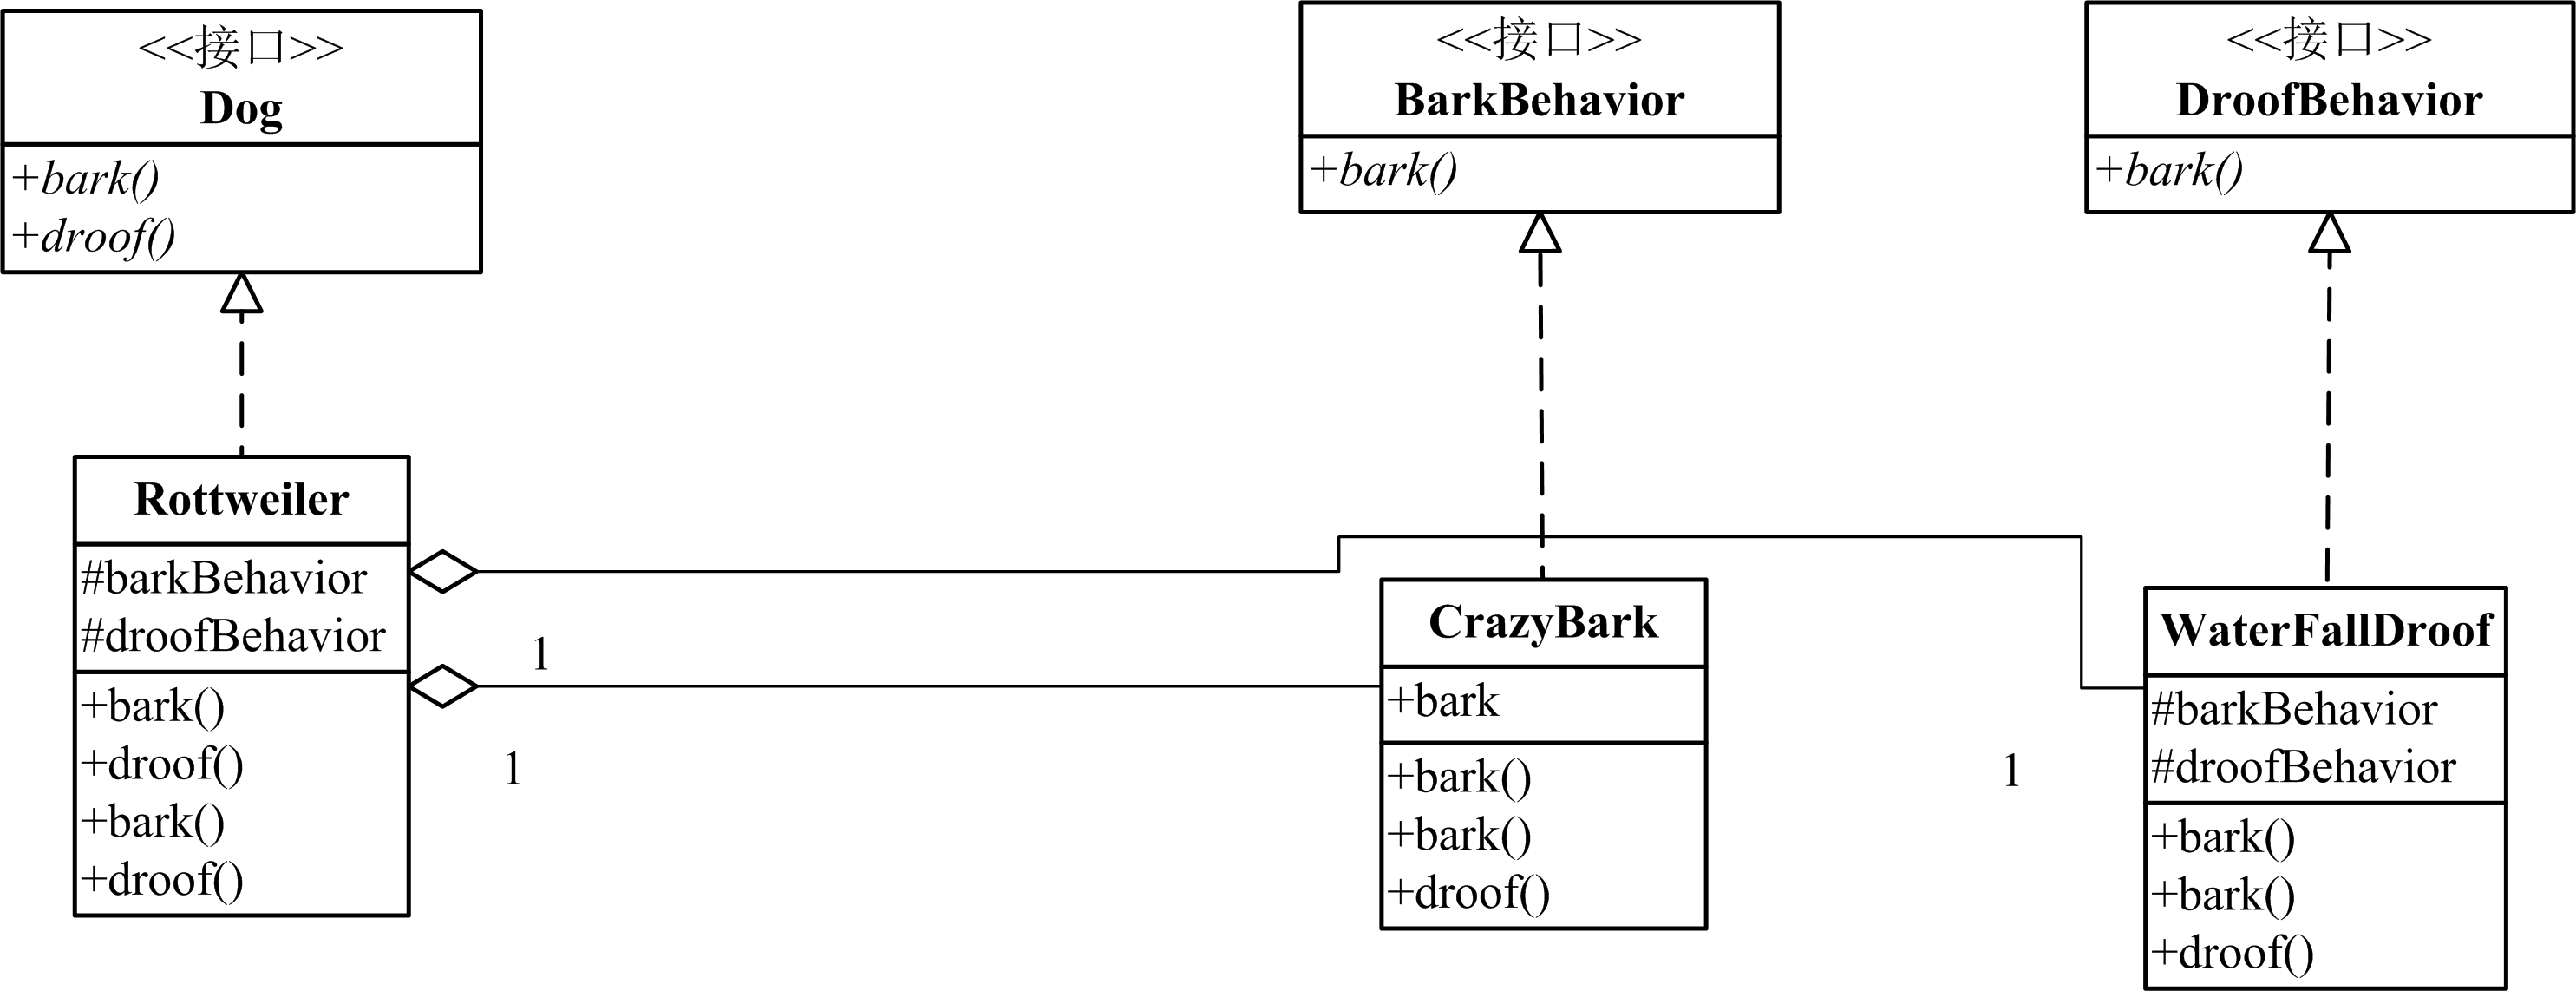 <<接口>>
Dog
+bark()
+droof()
<<接口>>
BarkBehavior
+bark()
<<接口>>
DroofBehavior
+bark()
Rottweiler
#barkBehavior
#droofBehavior
+bark()
+droof()
+bark()
+droof()
1
1
CrazyBark
+bark
+bark()
+bark()
+droof()
1
WaterFallDroof
#barkBehavior
#droofBehavior
+bark()
+bark()
+droof()